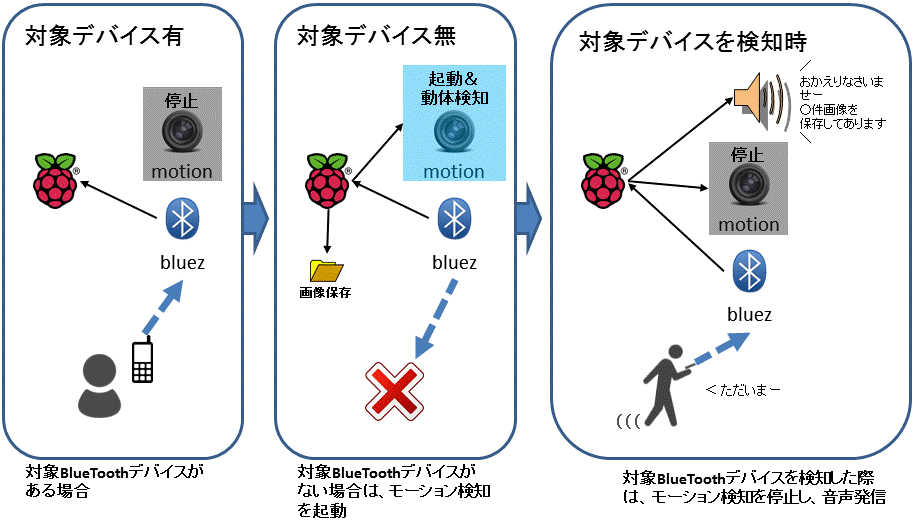 対象デバイス有
停止
motion
®
bluez
対象BlueToothデバイスが
ある場合
対象デバイス無
起動＆
動体検知
motion
®
bluez
画像保存
対象BlueToothデバイスが
ない場合は、モーション検知
を起動
対象デバイスを検知時
／
おかえりなさいま
せー
〇件画像を
保存してあります
＼
停止
motion
®
bluez
＜ただいまー
対象BlueToothデバイスを検知した際
は、モーション検知を停止し、音声発信